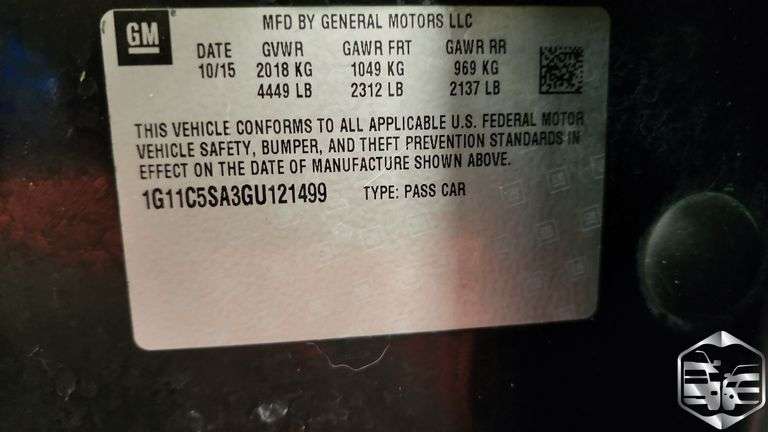 GM
MFD BY GENERAL MOTORS LLC
DATE GVWR GAWR FRT GAWR RR
10/15 2018 KG 1049 KG 969 KG
4449 LB 2312 LB 2137 LB
THIS VEHICLE CONFORMS TO ALL APPLICABLE U.S. FEDERAL MOTOR
VEHICLE SAFETY, BUMPER, AND THEFT PREVENTION STANDARDS IN
EFFECT ON THE DATE OF MANUFACTURE SHOWN ABOVE.
1G11C5SA3GU121499 TYPE: PASS CAR